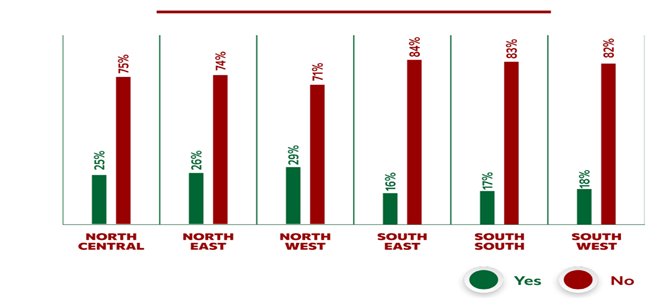 25%
75%
26%
74%
29%
71%
16%
84%
17%
83%
18%
82%
NORTH
CENTRAL
NORTH
EAST
NORTH
WEST
SOUTH
EAST
SOUTH
SOUTH
SOUTH
WEST
Yes
No